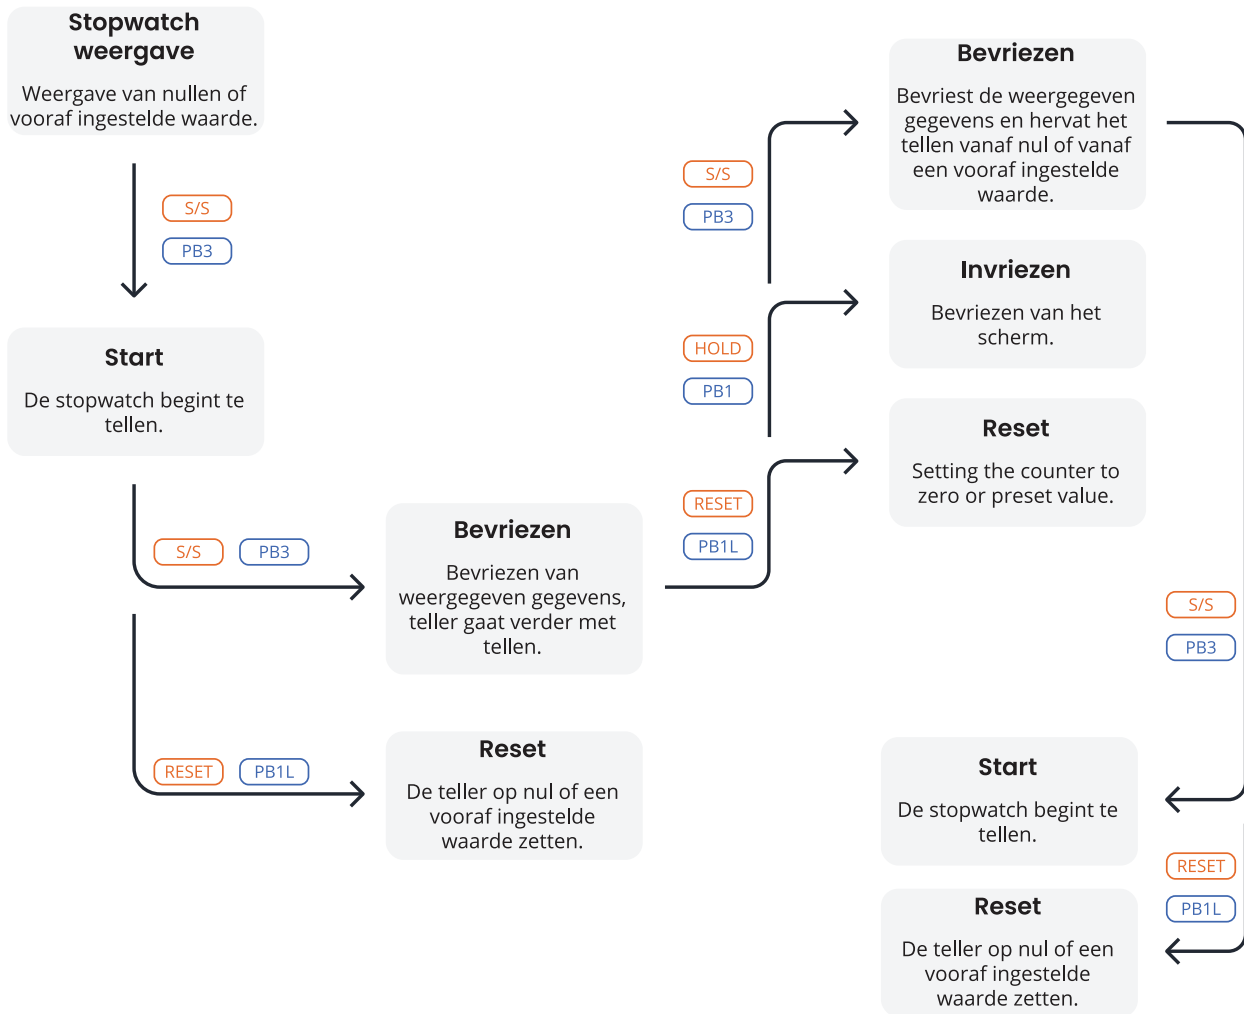 Stopwatch
weergave
Weergave van nullen of
vooraf ingestelde waarde.
S/S
PB3
Start
De stopwatch begint te
tellen.
S/S PB3
Bevriezen
Bevriezen van
weergegeven gegevens,
teller gaat verder met
tellen.
RESET PB1L
Reset
De teller op nul of een
vooraf ingestelde
waarde zetten.
S/S
PB3
Bevriezen
Bevriest de weergegeven
gegevens en hervat het
tellen vanaf nul of vanaf
een vooraf ingestelde
waarde.
HOLD
PB1
Invriezen
Bevriezen van het
scherm.
RESET
PB1L
Reset
Setting the counter to
zero or preset value.
S/S
PB3
Start
De stopwatch begint te
tellen.
RESET
PB1L
Reset
De teller op nul of een
vooraf ingestelde
waarde zetten.